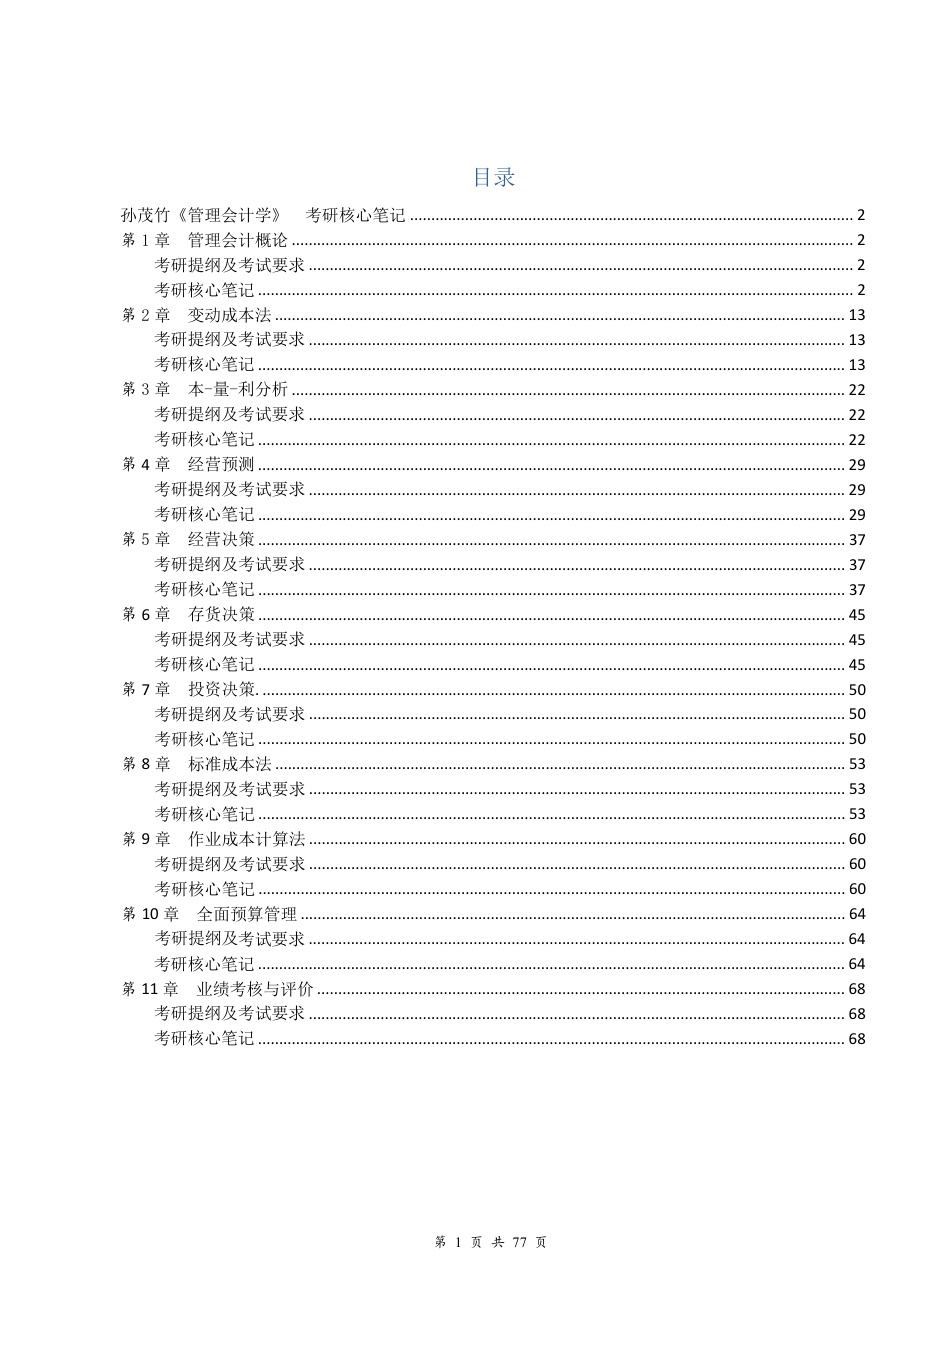 目录
孙茂竹《管理会计学》 考研核心笔记 2
第 1 章 管理会计概论 2
考研提纲及考试要求 2
考研核心笔记 2
第 2 章 变动成本法 13
考研提纲及考试要求 13
考研核心笔记 13
第 3 章 本-量-利分析 22
考研提纲及考试要求 22
考研核心笔记 22
第 4 章 经营预测 29
考研提纲及考试要求 29
考研核心笔记 29
第 5 章 经营决策 37
考研提纲及考试要求 37
考研核心笔记 37
第 6 章 存货决策 45
考研提纲及考试要求 45
考研核心笔记 45
第 7 章 投资决策. 50
考研提纲及考试要求 50
考研核心笔记 50
第 8 章 标准成本法 53
考研提纲及考试要求 53
考研核心笔记 53
第 9 章 作业成本计算法 60
考研提纲及考试要求 60
考研核心笔记 60
第 10 章 全面预算管理 64
考研提纲及考试要求 64
考研核心笔记 64
第 11 章 业绩考核与评价 68
考研提纲及考试要求 68
考研核心笔记 68
第 1 页 共 77 页